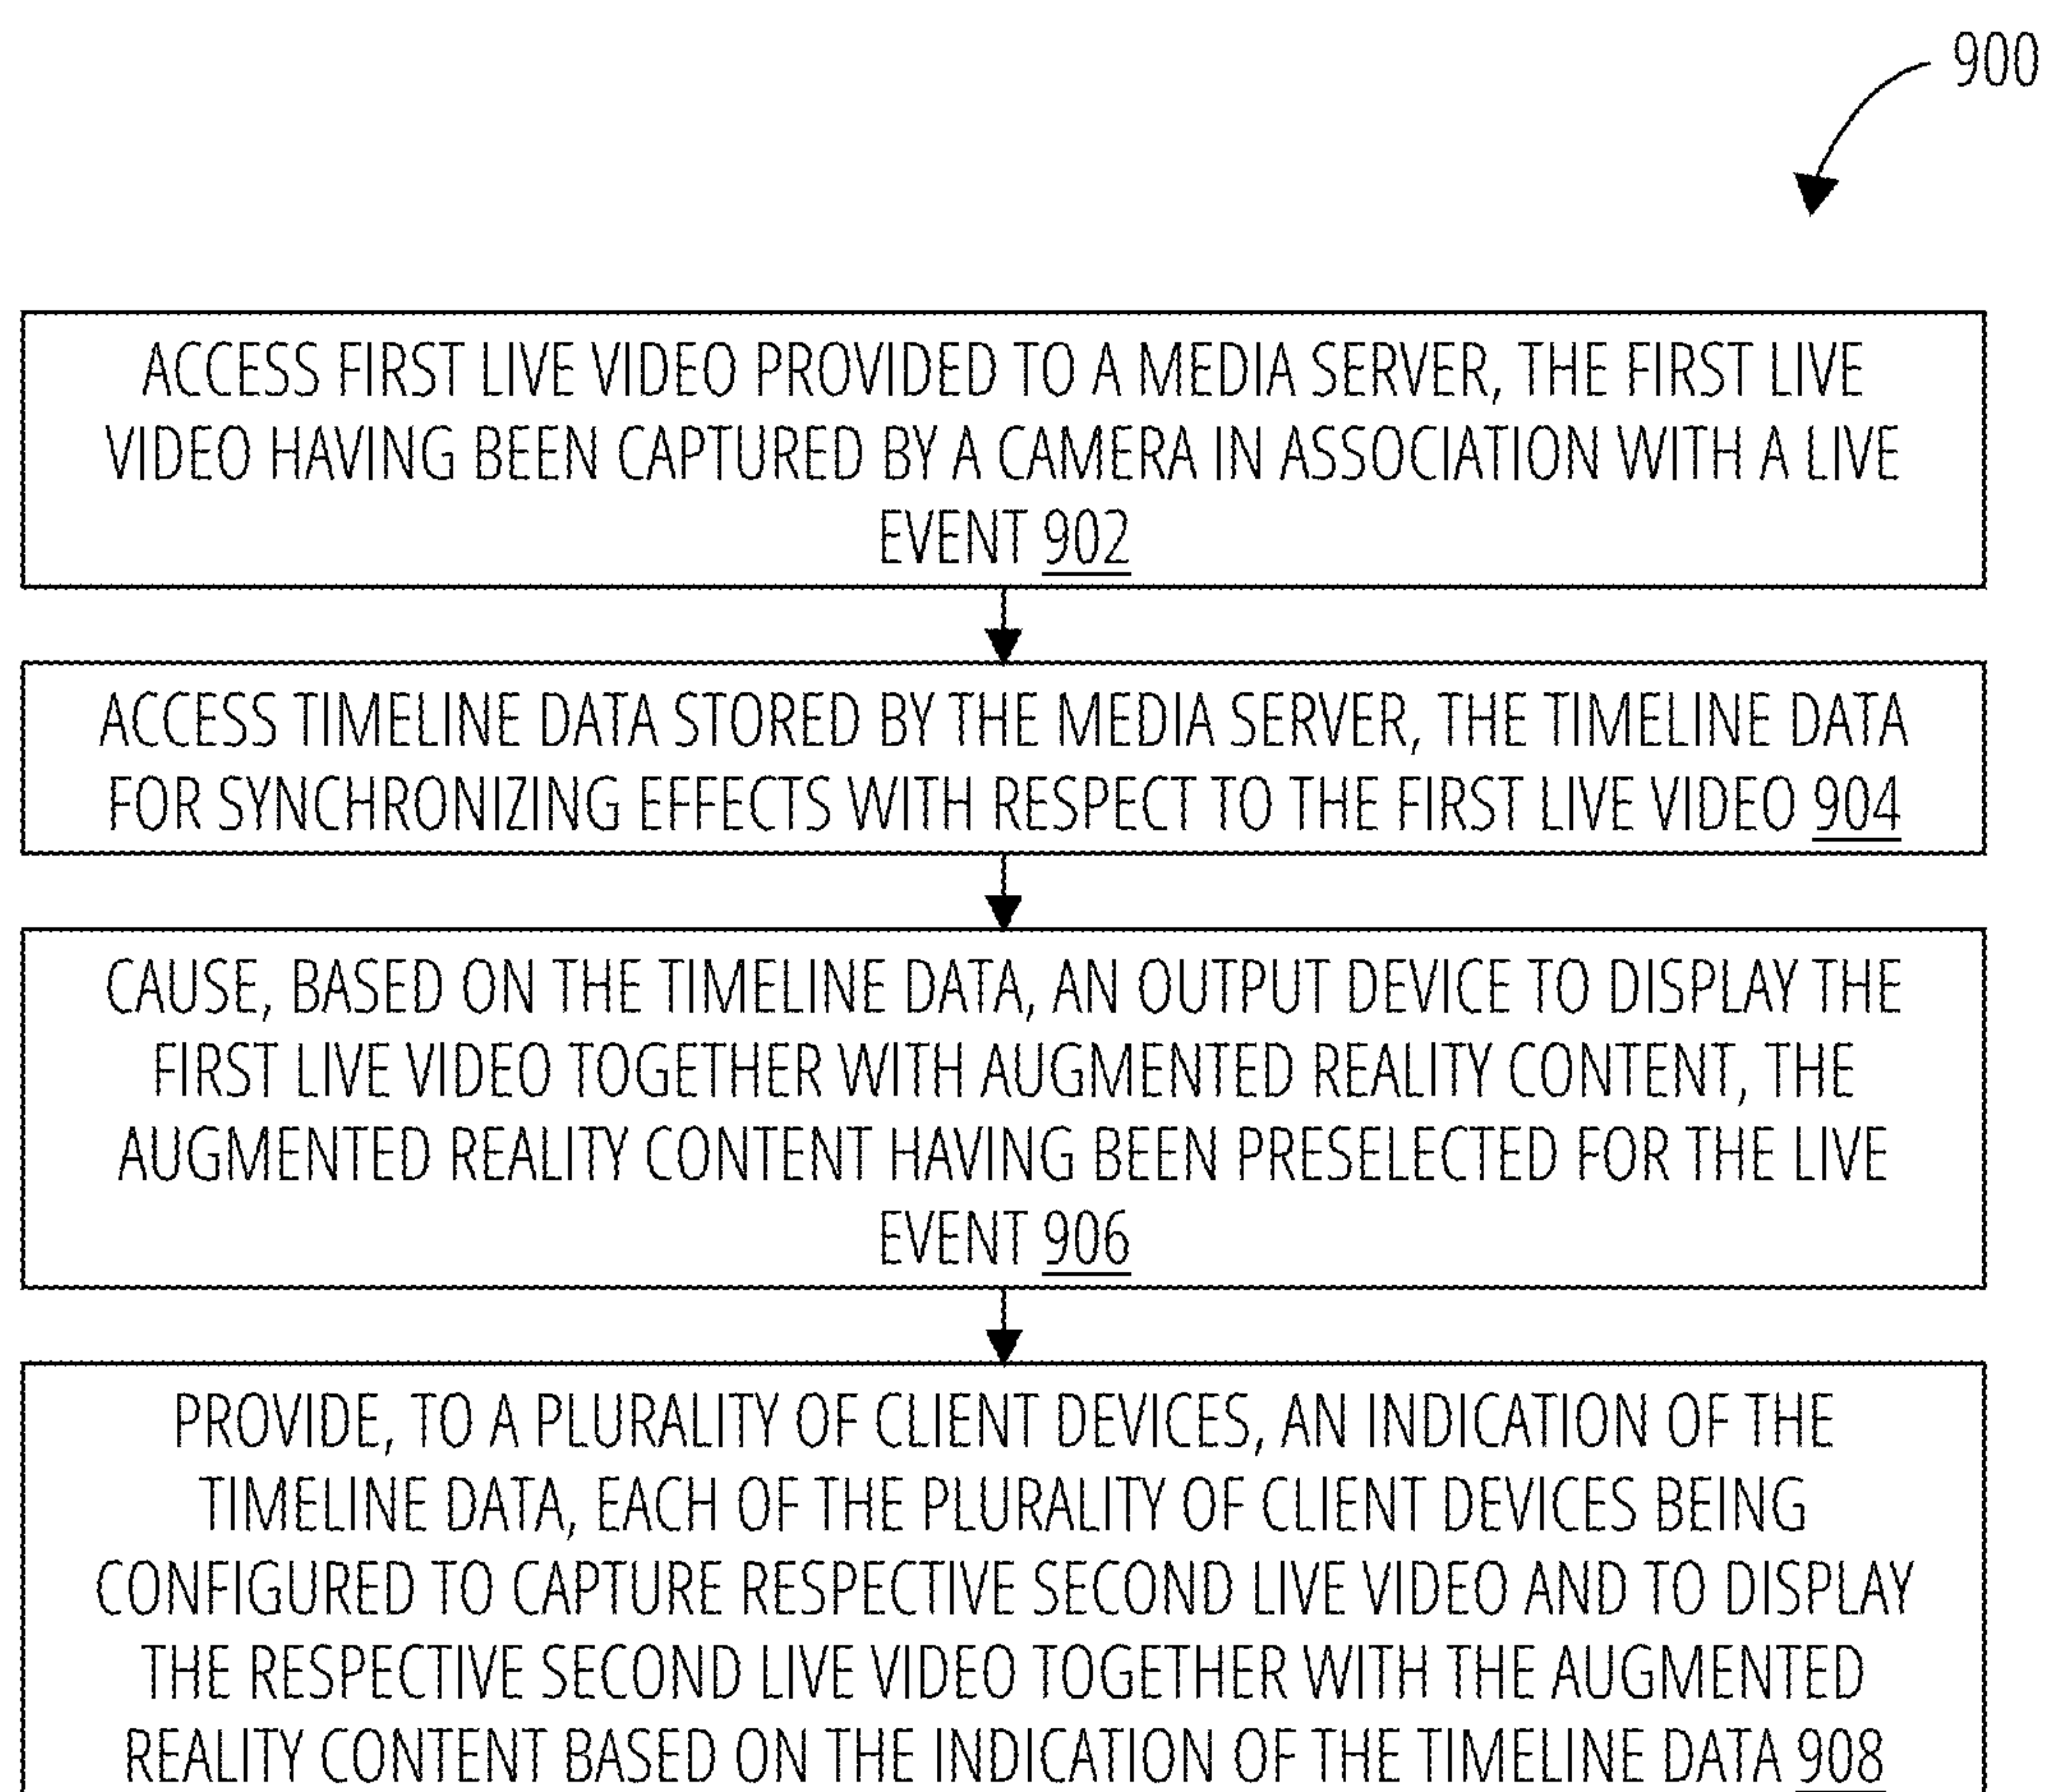 900
ACCESS FIRST LIVE VIDEO PROVIDED TO A MEDIA SERVER, THE FIRST LIVE
VIDEO HAVING BEEN CAPTURED BY A CAMERA IN ASSOCIATION WITH A LIVE
EVENT 902
ACCESS TIMELINE DATA STORED BY THE MEDIA SERVER, THE TIMELINE DATA
FOR SYNCHRONIZING EFFECTS WITH RESPECT TO THE FIRST LIVE VIDEO 904
CAUSE, BASED ON THE TIMELINE DATA, AN OUTPUT DEVICE TO DISPLAY THE
FIRST LIVE VIDEO TOGETHER WITH AUGMENTED REALITY CONTENT, THE
AUGMENTED REALITY CONTENT HAVING BEEN PRESELECTED FOR THE LIVE
EVENT 906
PROVIDE, TO A PLURALITY OF CLIENT DEVICES, AN INDICATION OF THE
TIMELINE DATA, EACH OF THE PLURALITY OF CLIENT DEVICES BEING
CONFIGURED TO CAPTURE RESPECTIVE SECOND LIVE VIDEO AND TO DISPLAY
THE RESPECTIVE SECOND LIVE VIDEO TOGETHER WITH THE AUGMENTED
REALITY CONTENT BASED ON THE INDICATION OF THE TIMELINE DATA 908